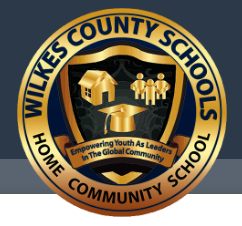 WILKES COUNTY SCHOOLS
Empowering Youth As Leaders
In The Global Community
HOME COMMUNITY SCHOOL